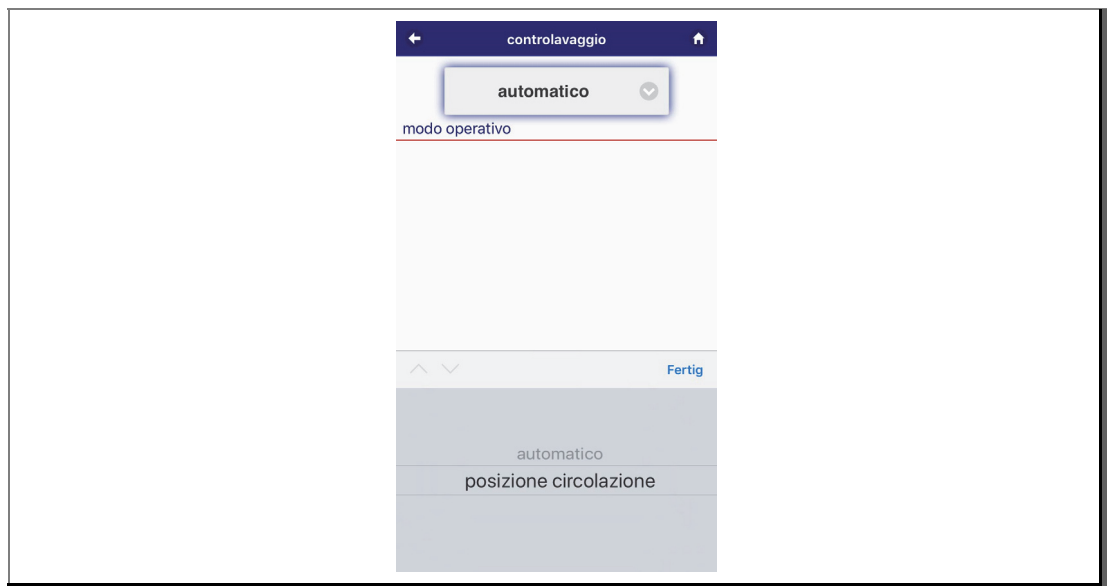 controlavaggio
automatico
modo operativo
Fertig
automatico
posizione circolazione